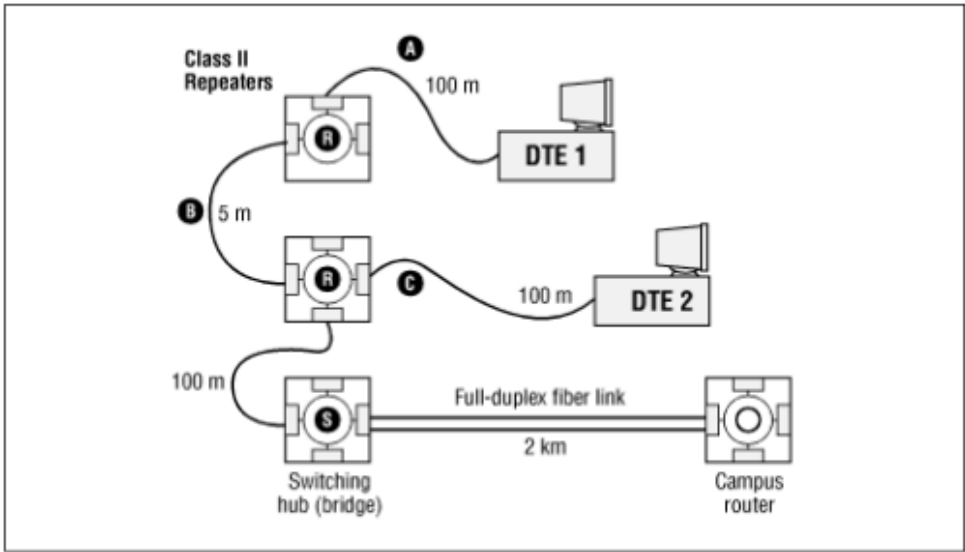 Class II
Repeaters
A
100 m
R
DTE 1
B
5 m
R
C
100 m
DTE 2
100 m
S
Full-duplex fiber link
2 km
Switching
hub (bridge)
Campus
router